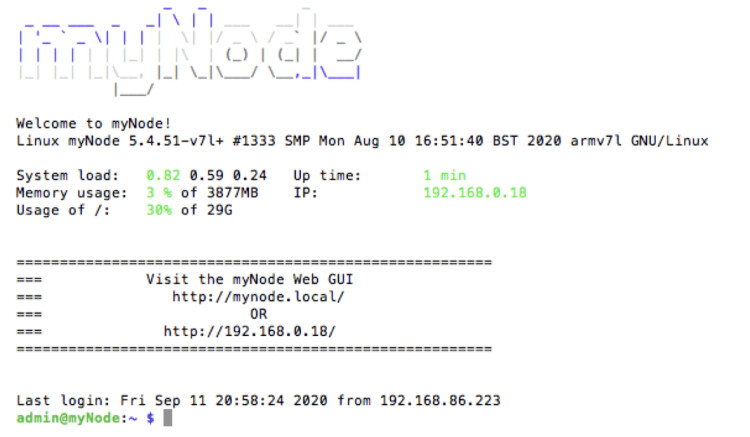 myNode
Welcome to myNode!
Linux myNode 5.4.51-v7l+ #1333 SMP Mon Aug 10 16:51:40 BST 2020 armv7l GNU/Linux
System load: 0.82 0.59 0.24 Up time: 1 min
Memory usage: 3 % of 3877MB IP: 192.168.0.18
Usage of /: 30% of 29G
=======================================================
=== Visit the myNode Web GUI
=== http://mynode.local/
=== OR
=== http://192.168.0.18/
=======================================================
Last login: Fri Sep 11 20:58:24 2020 from 192.168.86.223
admin@myNode:~ $